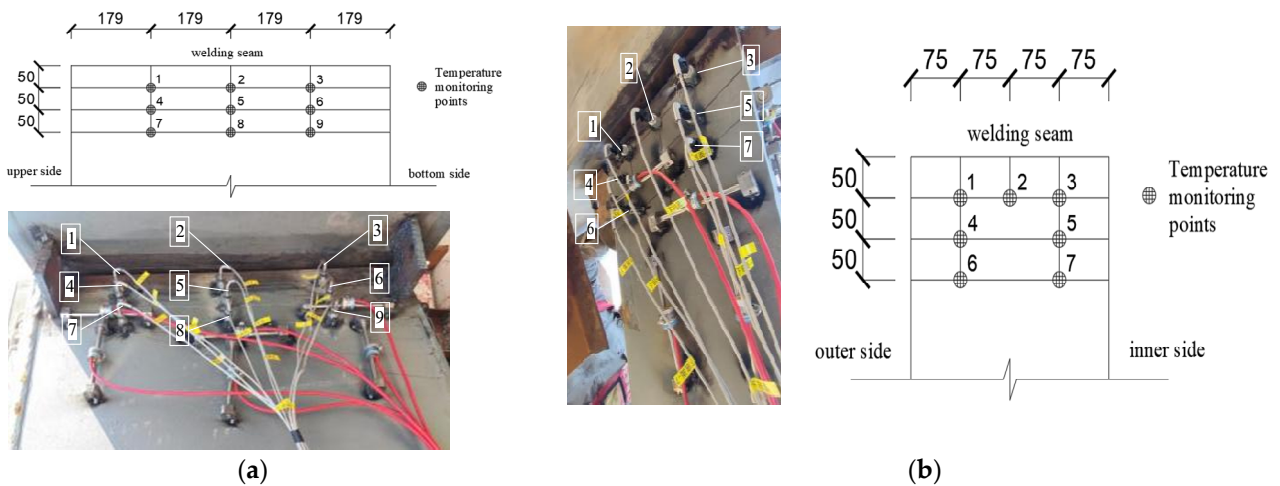 179 179 179 179
welding seam
50
50
50
1 2 3
4 5 6
7 8 9
Temperature
monitoring
points
upper side
bottom side
1 2 3
4 5 6
7 8 9
(a)
1 2 3
4 5
6 7
75 75 75 75
welding seam
50
50
50
1 2 3
4 5
6 7
Temperature
monitoring
points
outer side
inner side
(b)